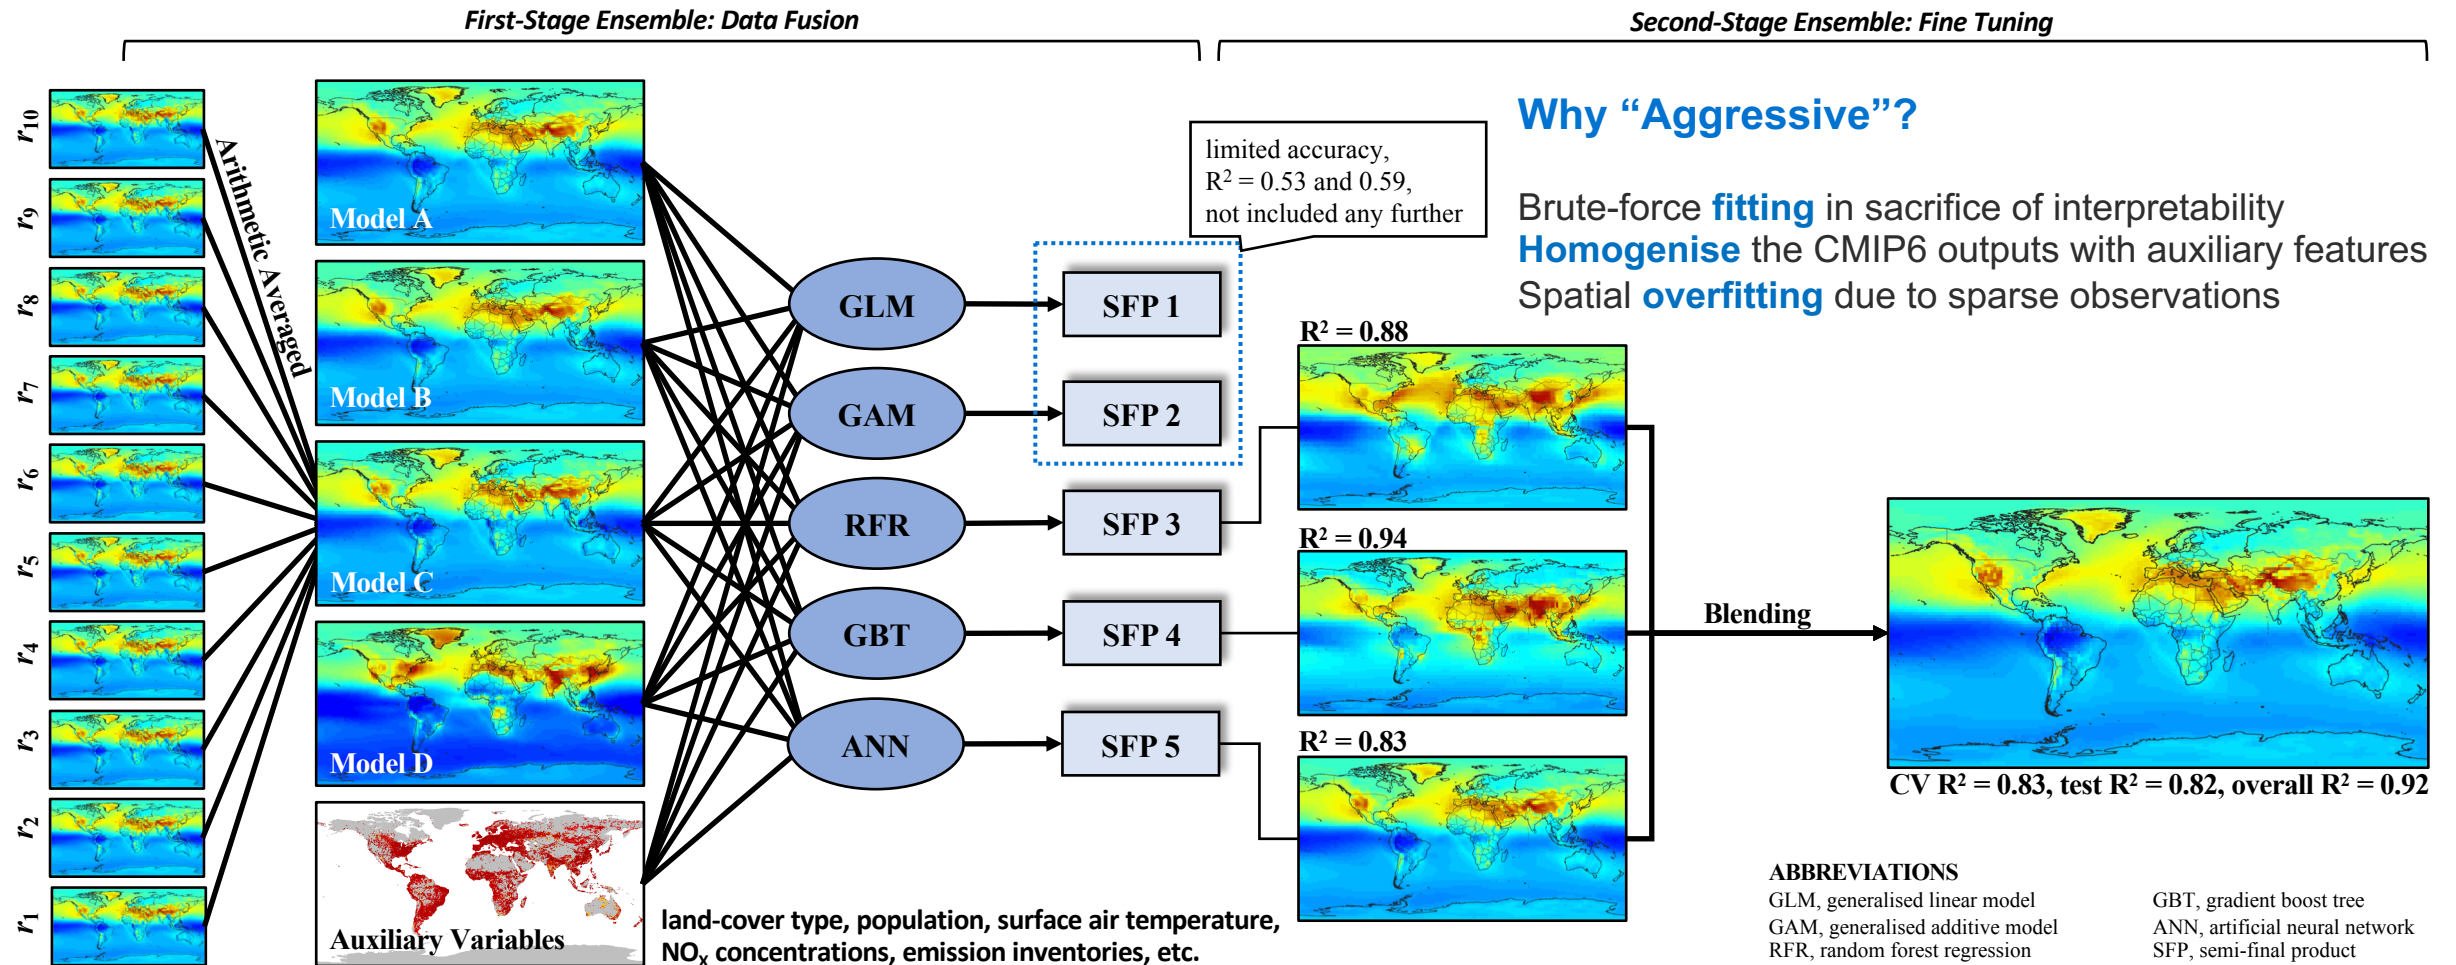 First-Stage Ensemble: Data Fusion
Second-Stage Ensemble: Fine Tuning
r10
r9
r8
r7
r6
r5
r4
r3
r2
r1
Arithmetic Averaged
Model A
Model B
Model C
Model D
Auxiliary Variables
land-cover type, population, surface air temperature,
NOx concentrations, emission inventories, etc.
GLM
GAM
RFR
GBT
ANN
SFP 1
SFP 2
SFP 3
SFP 4
SFP 5
limited accuracy,
R² = 0.53 and 0.59,
not included any further
Why “Aggressive”?
Brute-force fitting in sacrifice of interpretability
Homogenise the CMIP6 outputs with auxiliary features
Spatial overfitting due to sparse observations
R² = 0.88
R² = 0.94
R² = 0.83
Blending
CV R² = 0.83, test R² = 0.82, overall R² = 0.92
ABBREVIATIONS
GLM, generalised linear model
GAM, generalised additive model
RFR, random forest regression
GBT, gradient boost tree
ANN, artificial neural network
SFP, semi-final product